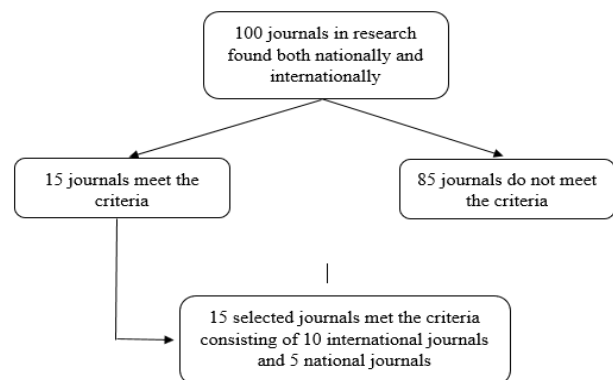 100 journals in research
found both nationally and
internationally
15 journals meet the
criteria
85 journals do not meet
the criteria
15 selected journals met the criteria
consisting of 10 international journals
and 5 national journals